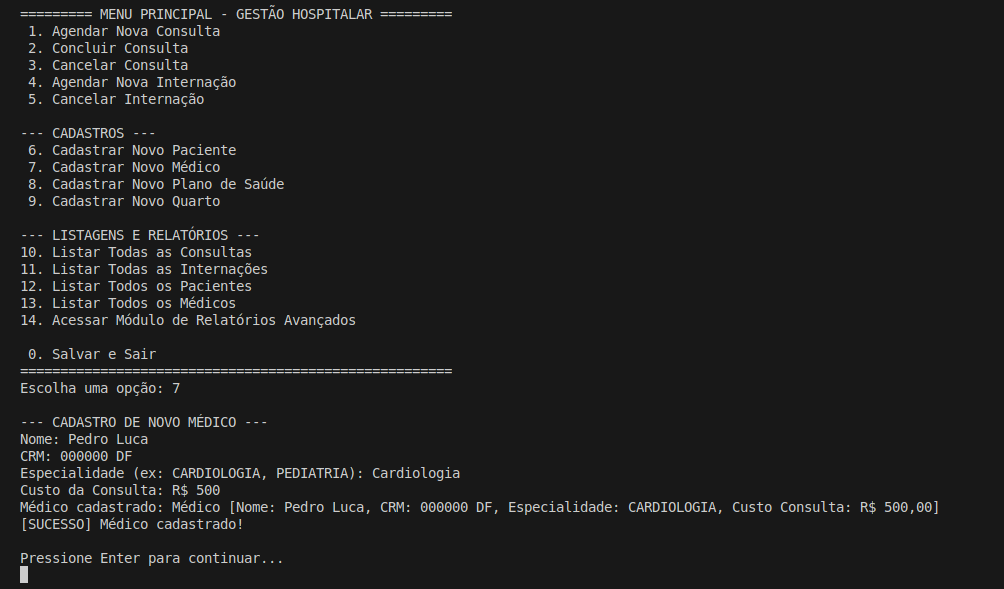 ========= MENU PRINCIPAL - GESTÃO HOSPITALAR =========
 1. Agendar Nova Consulta
 2. Concluir Consulta
 3. Cancelar Consulta
 4. Agendar Nova Internação
 5. Cancelar Internação

--- CADASTROS ---
 6. Cadastrar Novo Paciente
 7. Cadastrar Novo Médico
 8. Cadastrar Novo Plano de Saúde
 9. Cadastrar Novo Quarto

--- LISTAGENS E RELATÓRIOS ---
10. Listar Todas as Consultas
11. Listar Todas as Internações
12. Listar Todos os Pacientes
13. Listar Todos os Médicos
14. Acessar Módulo de Relatórios Avançados

 0. Salvar e Sair
======================================================
Escolha uma opção: 7

--- CADASTRO DE NOVO MÉDICO ---
Nome: Pedro Luca
CRM: 000000 DF
Especialidade (ex: CARDIOLOGIA, PEDIATRIA): Cardiologia
Custo da Consulta: R$ 500
Médico cadastrado: Médico [Nome: Pedro Luca, CRM: 000000 DF, Especialidade: CARDIOLOGIA, Custo Consulta: R$ 500,00]
[SUCESSO] Médico cadastrado!

Pressione Enter para continuar...